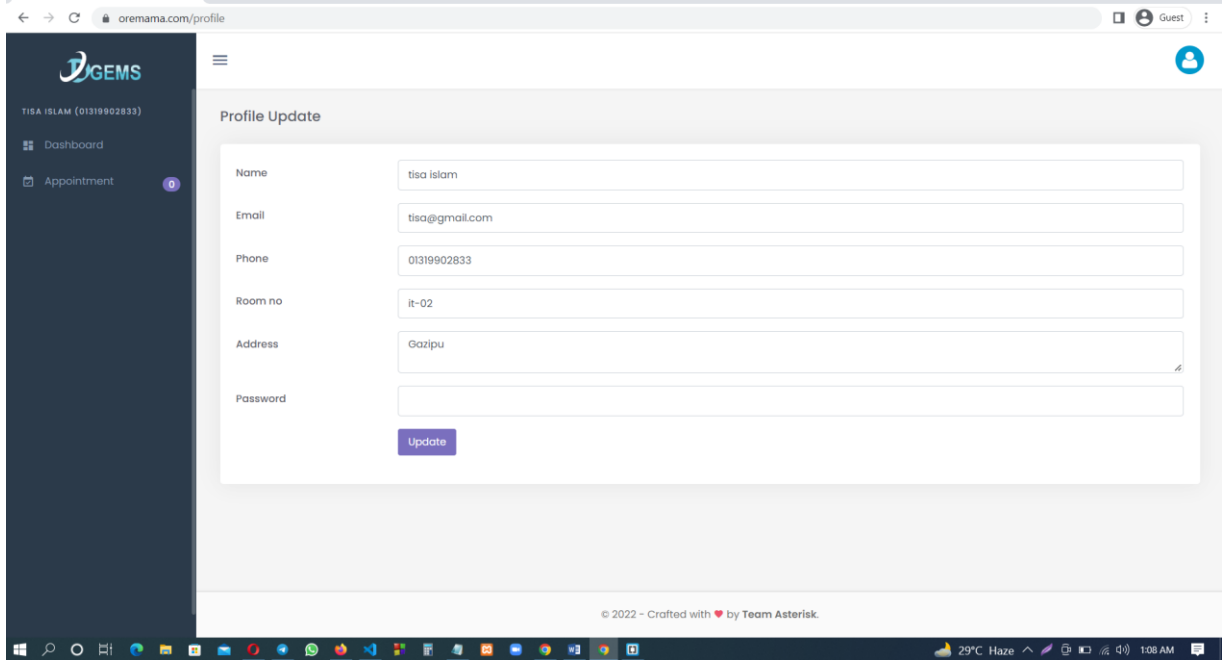 oremama.com/profile
Guest
GEMS
TISA ISLAM (01319902833)
Dashboard
Appointment 0
Profile Update
Name tisa islam
Email tisa@gmail.com
Phone 01319902833
Room no it-02
Address Gazipu
Password
Update
© 2022 - Crafted with ♥ by Team Asterisk.
29°C Haze 1:08 AM